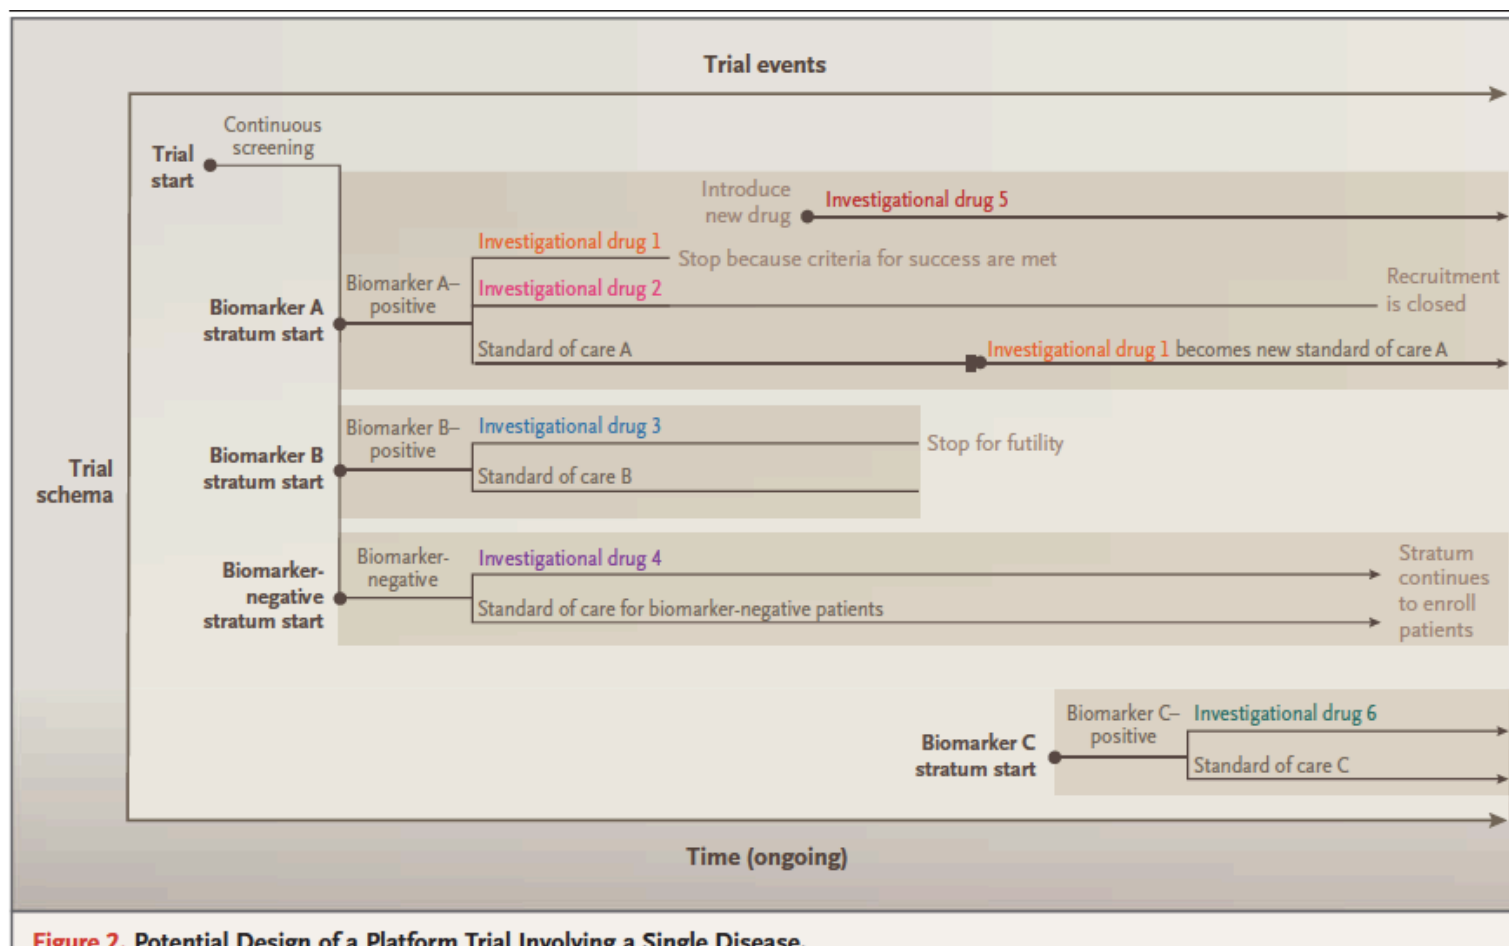 Trial events
Continuous
screening
Trial
start
Introduce
new drug
Investigational drug 5
Investigational drug 1
Stop because criteria for success are met
Biomarker A–
positive
Investigational drug 2
Recruitment
is closed
Biomarker A
stratum start
Standard of care A
Investigational drug 1 becomes new standard of care A
Biomarker B–
positive
Investigational drug 3
Stop for futility
Biomarker B
stratum start
Standard of care B
Trial
schema
Biomarker-
negative
Investigational drug 4
Stratum
continues
to enroll
patients
Biomarker-
negative
stratum start
Standard of care for biomarker-negative patients
Biomarker C–
positive
Investigational drug 6
Biomarker C
stratum start
Standard of care C
Time (ongoing)
Figure 2. Potential Design of a Platform Trial Involving a Single Disease.